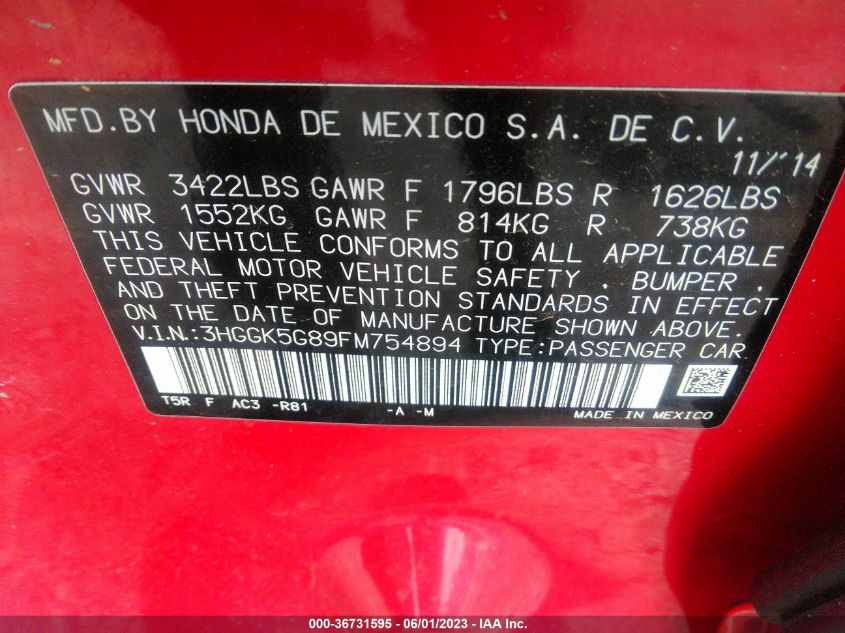 MFD.BY HONDA DE MEXICO S.A. DE C.V.
11/'14
GVWR 3422LBS GAWR F 1796LBS R 1626LBS
GVWR 1552KG GAWR F 814KG R 738KG
THIS VEHICLE CONFORMS TO ALL APPLICABLE
FEDERAL MOTOR VEHICLE SAFETY , BUMPER ,
AND THEFT PREVENTION STANDARDS IN EFFECT
ON THE DATE OF MANUFACTURE SHOWN ABOVE.
V.I.N.:3HGGK5G89FM754894 TYPE:PASSENGER CAR
T5R F AC3 -R81 -A -M
MADE IN MEXICO
000-36731595 - 06/01/2023 - IAA Inc.